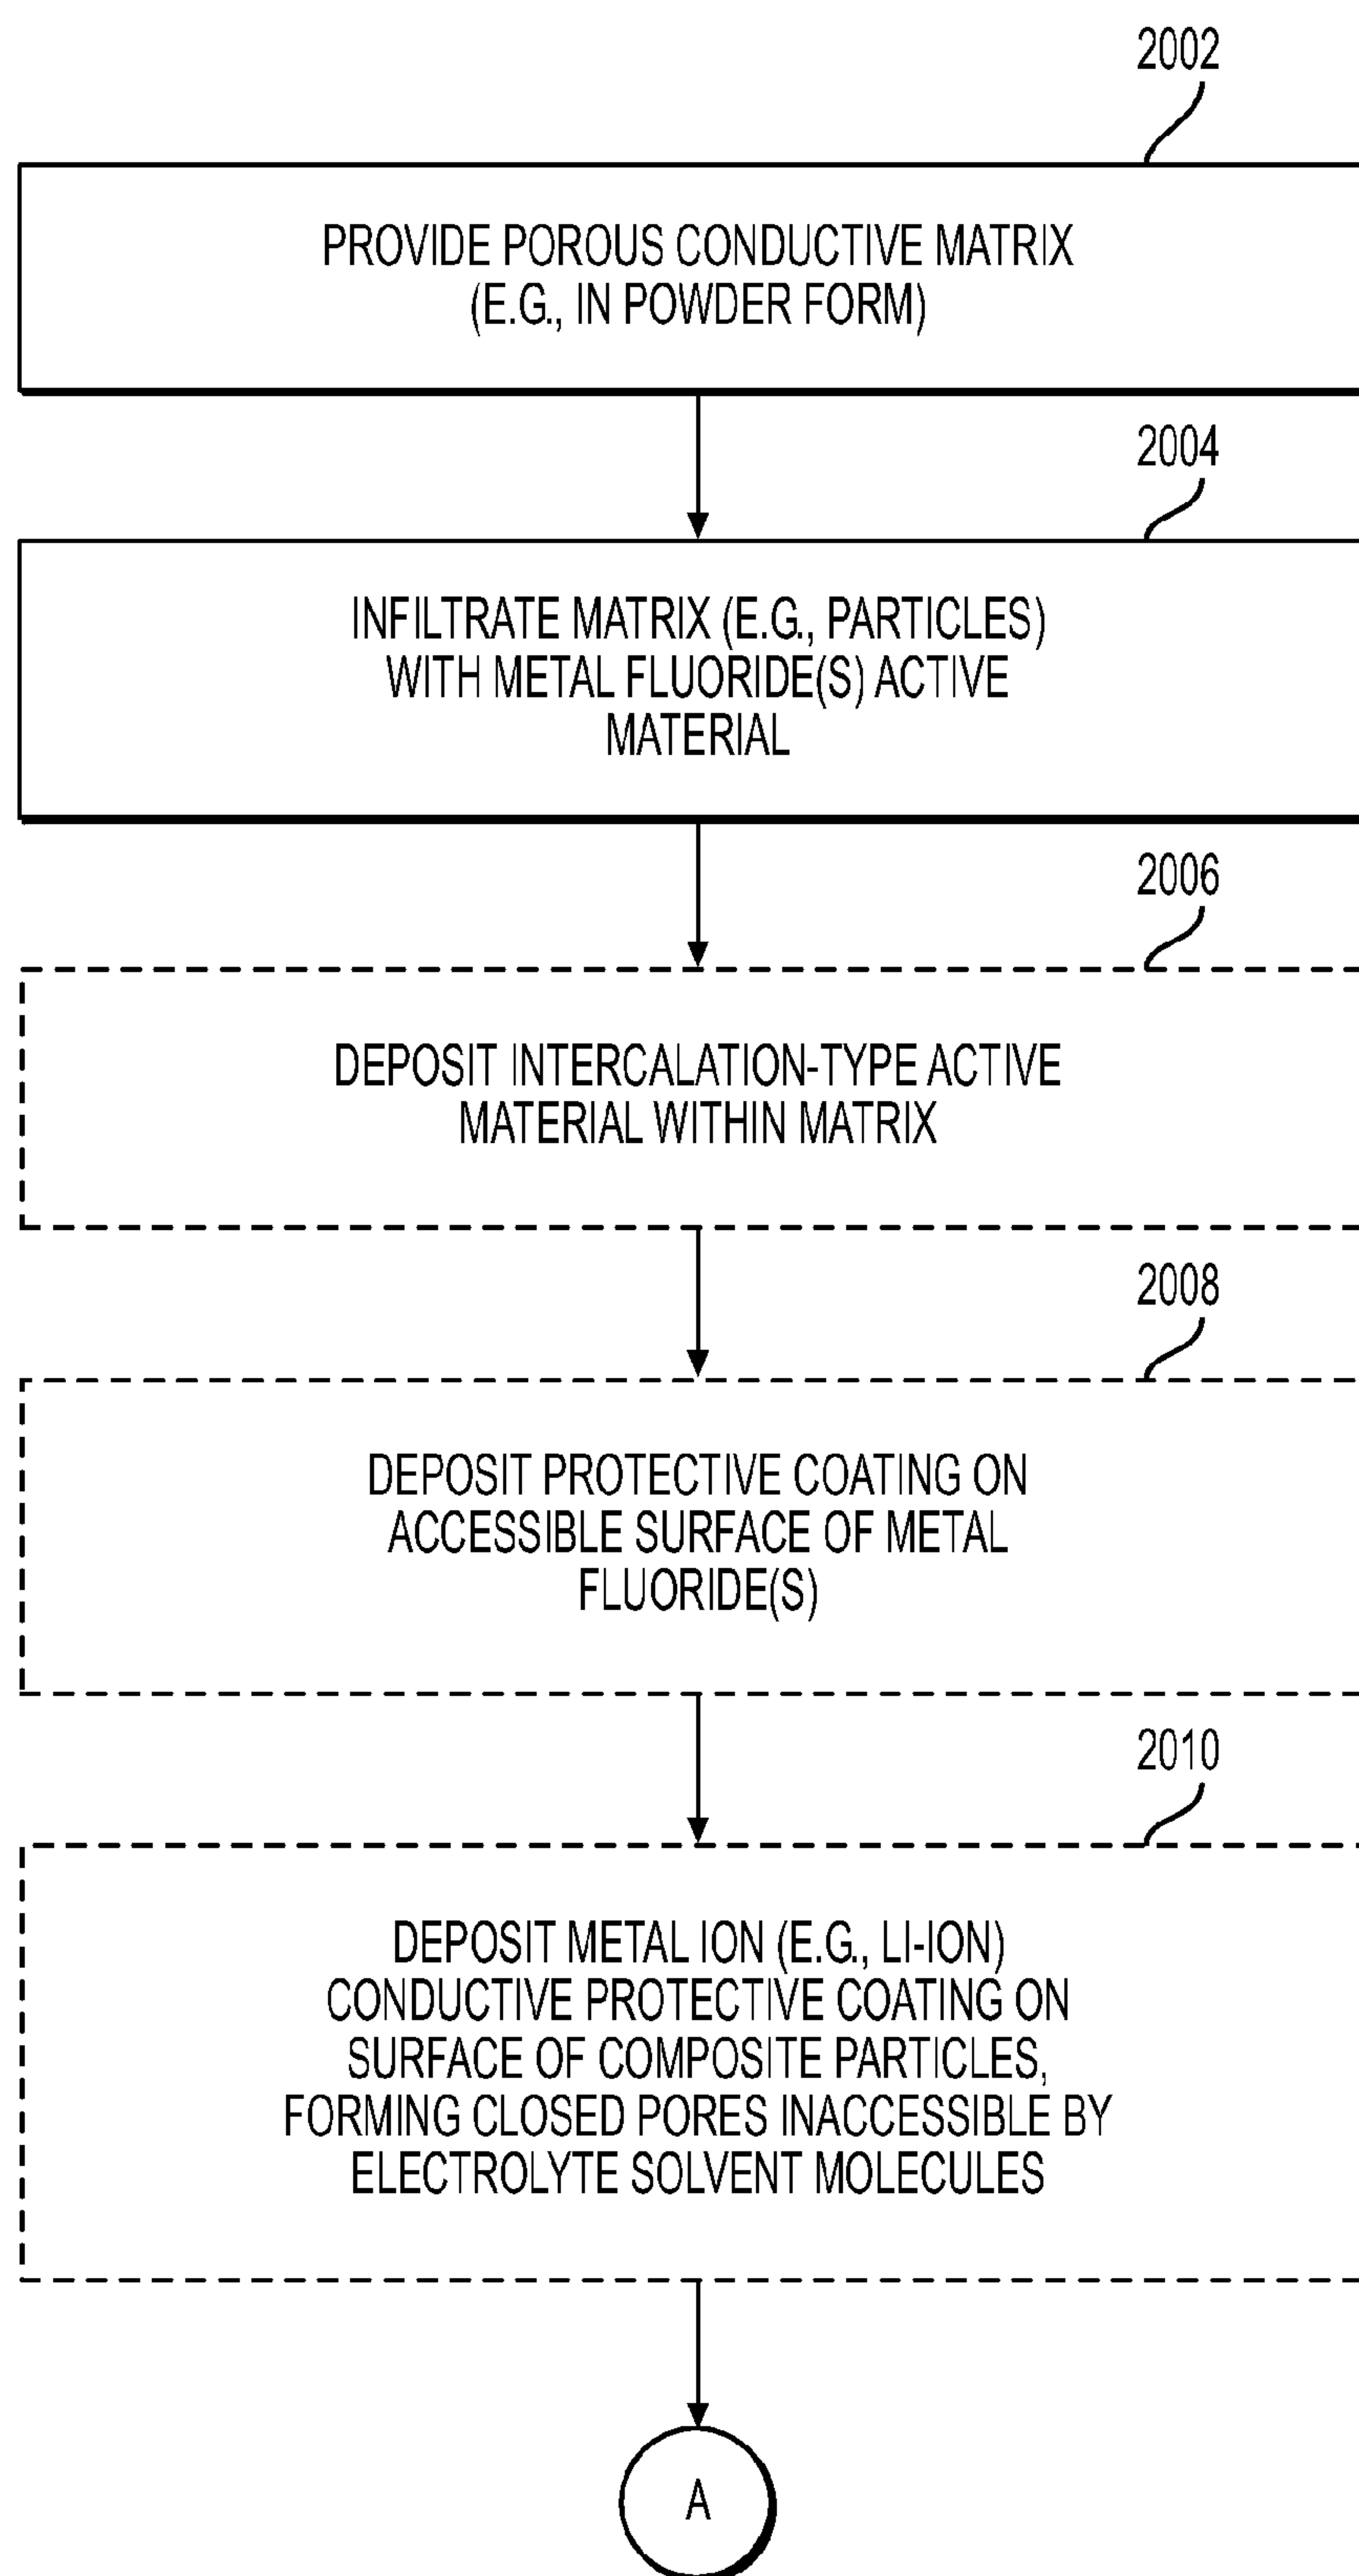 2002
PROVIDE POROUS CONDUCTIVE MATRIX
(E.G., IN POWDER FORM)
2004
INFILTRATE MATRIX (E.G., PARTICLES)
WITH METAL FLUORIDE(S) ACTIVE
MATERIAL
2006
DEPOSIT INTERCALATION-TYPE ACTIVE
MATERIAL WITHIN MATRIX
2008
DEPOSIT PROTECTIVE COATING ON
ACCESSIBLE SURFACE OF METAL
FLUORIDE(S)
2010
DEPOSIT METAL ION (E.G., LI-ION)
CONDUCTIVE PROTECTIVE COATING ON
SURFACE OF COMPOSITE PARTICLES,
FORMING CLOSED PORES INACCESSIBLE BY
ELECTROLYTE SOLVENT MOLECULES
A